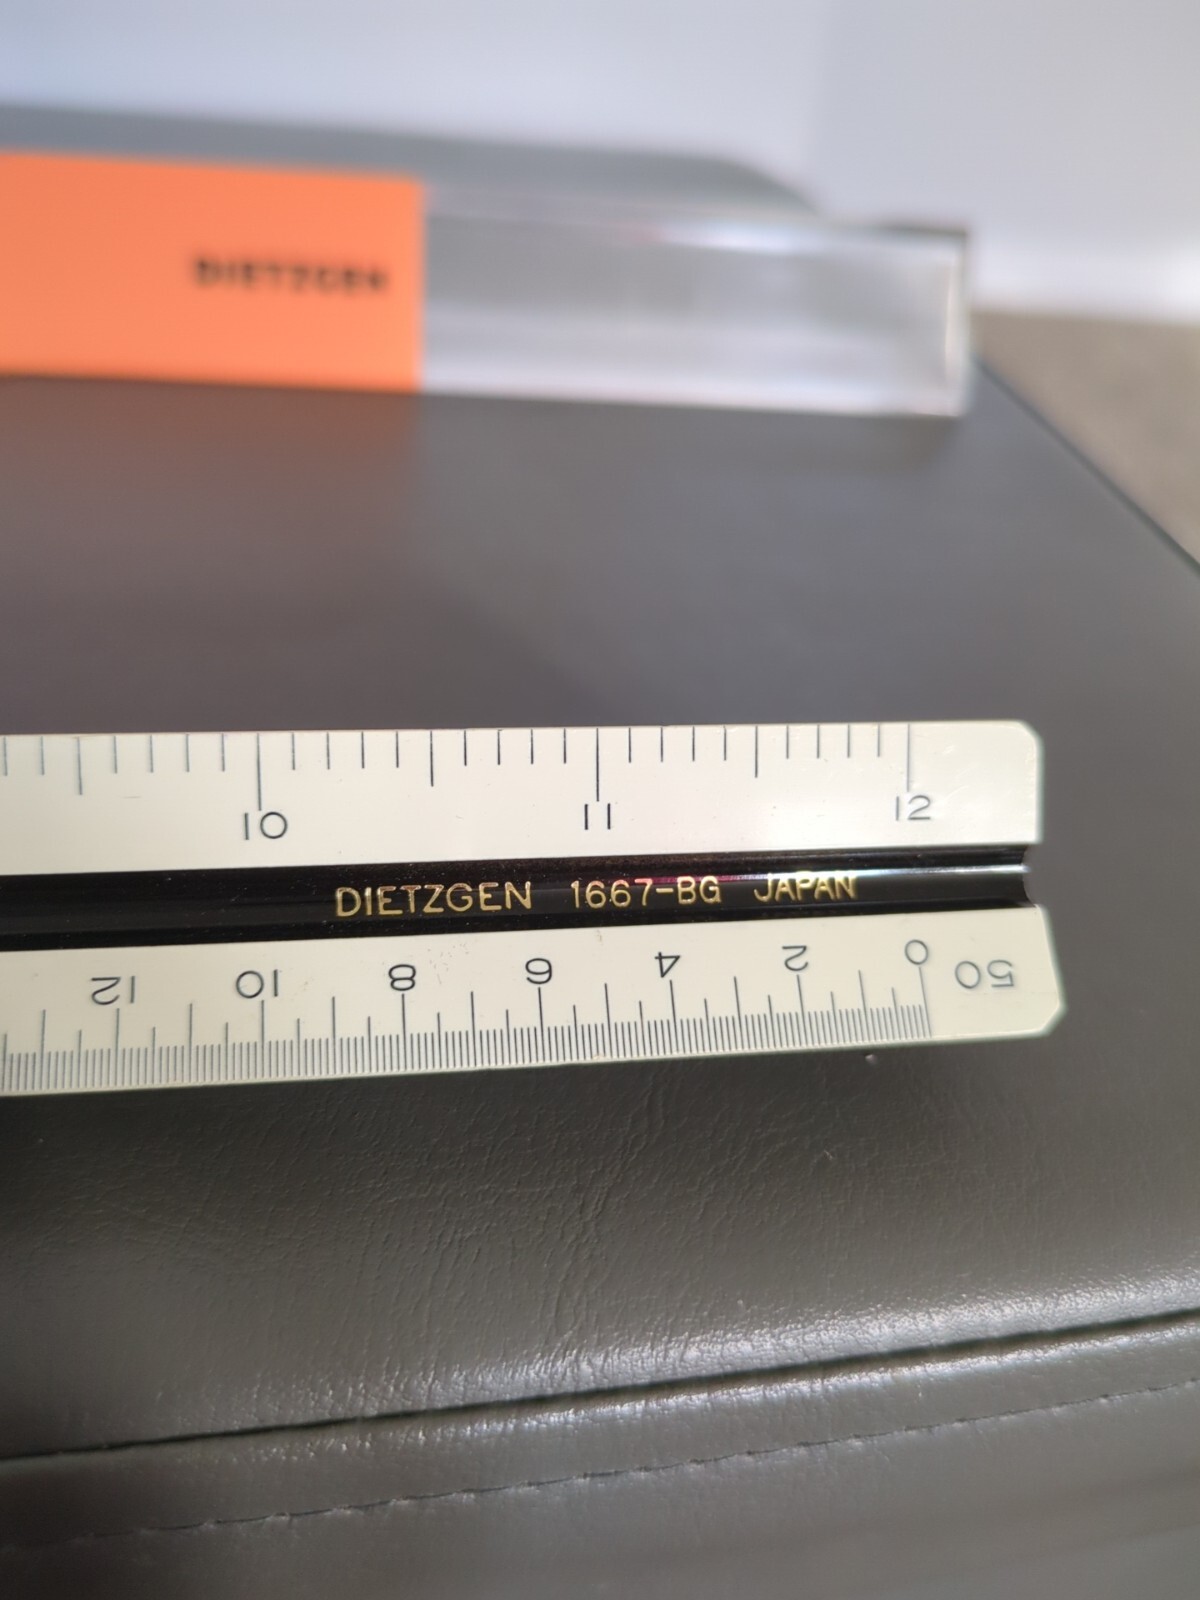 DIETZGEN
10 11 12
DIETZGEN 1667-BG JAPAN
12 10 8 6 4 2 0 50